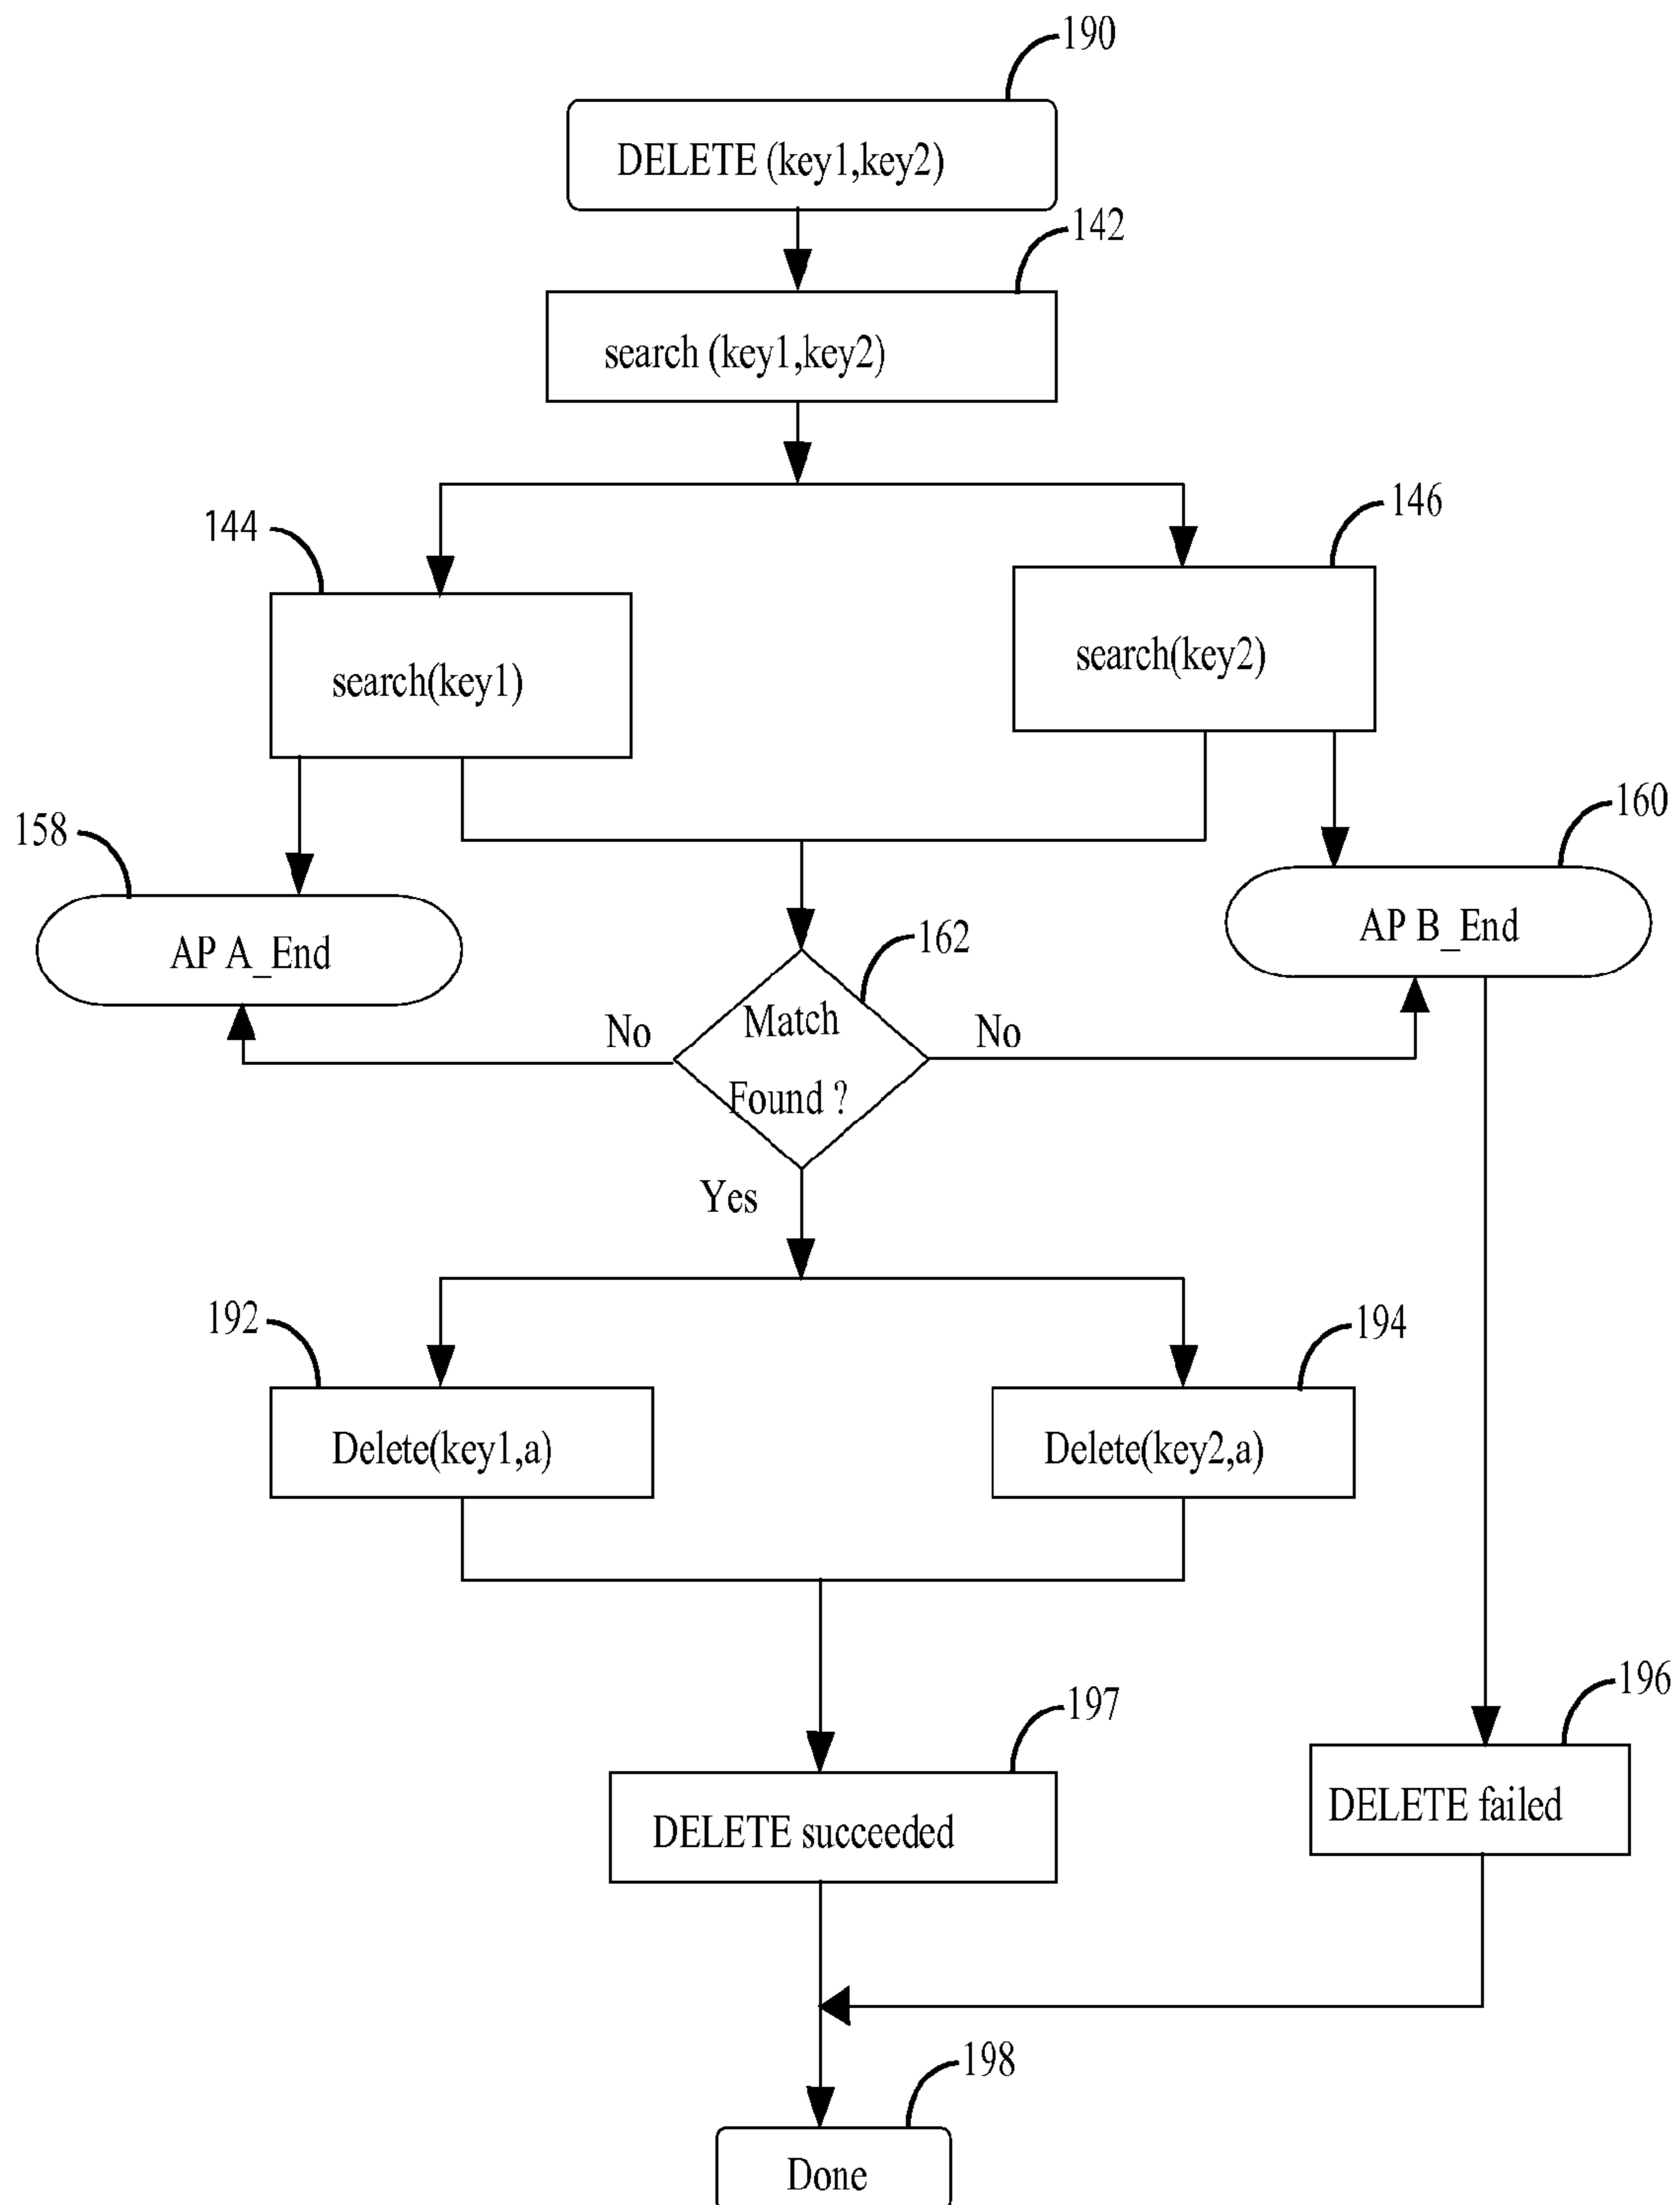 190
DELETE (key1,key2)
142
search (key1,key2)
144
146
search(key1)
search(key2)
158
160
AP A_End
AP B_End
162
Match
Found ?
No
No
Yes
192
194
Delete(key1,a)
Delete(key2,a)
197
196
DELETE succeeded
DELETE failed
198
Done